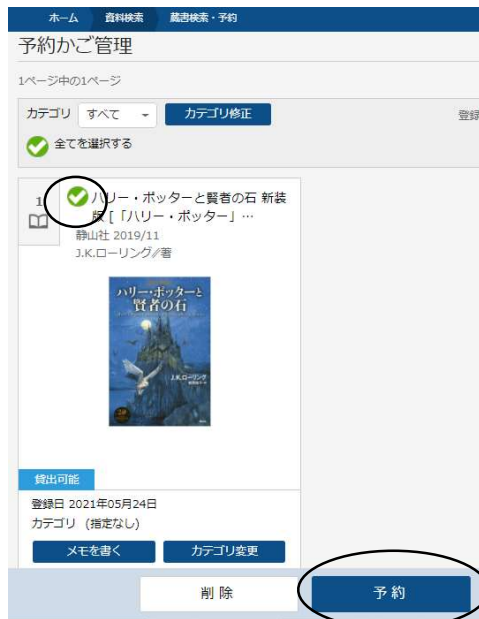 ホーム 資料検索 蔵書検索・予約
予約かご管理
1ページ中の1ページ
カテゴリ すべて カテゴリ修正 登録
全てを選択する
1 ハリー・ポッターと賢者の石 新装
版 [「ハリー・ポッター」…
静山社 2019/11
J.K.ローリング∥著
ハリー・ポッターと
賢者の石
J.K.ローリング
貸出可能
登録日 2021年05月24日
カテゴリ (指定なし)
メモを書く カテゴリ変更
削除 予約